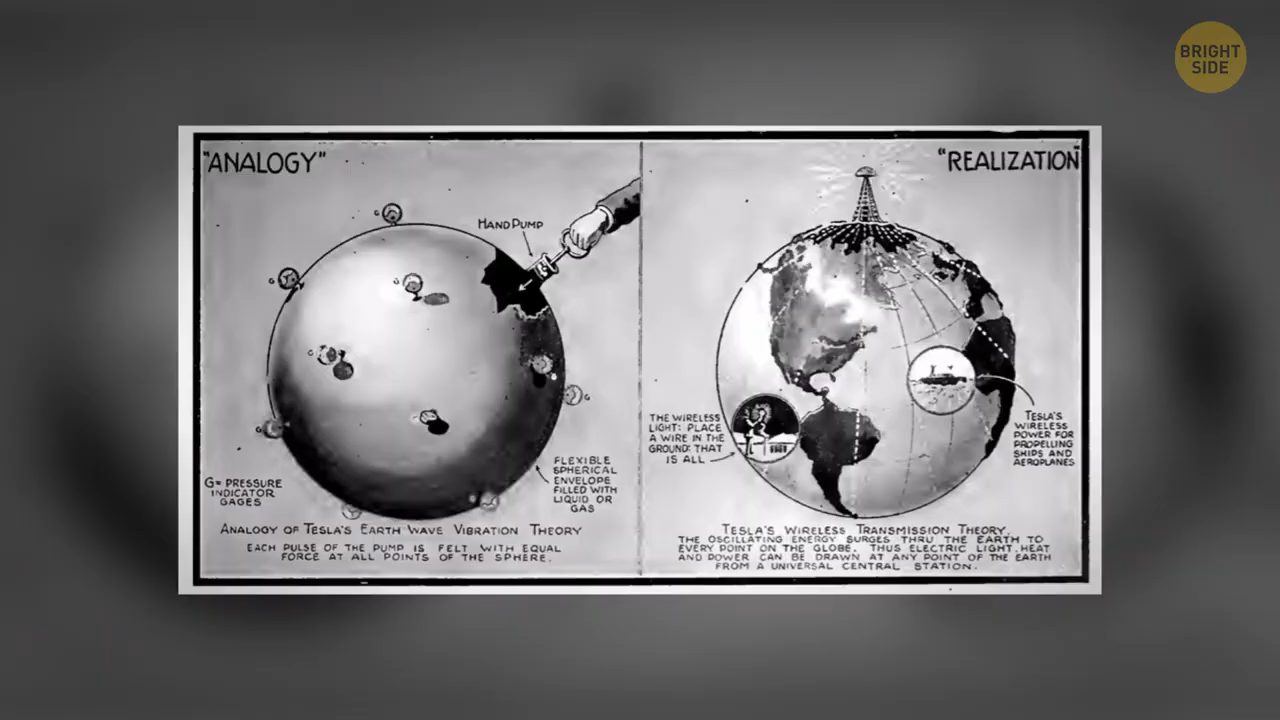 BRIGHT
SIDE
"ANALOGY"
HAND PUMP
G
G
G
G
G
G
FLEXIBLE
SPHERICAL
ENVELOPE
FILLED WITH
LIQUID OR
GAS
G=PRESSURE
INDICATOR
GAGES
ANALOGY OF TESLA'S EARTH WAVE VIBRATION THEORY
EACH PULSE OF THE PUMP IS FELT WITH EQUAL
FORCE AT ALL POINTS OF THE SPHERE.
"REALIZATION"
THE WIRELESS
LIGHT: PLACE
A WIRE IN THE
GROUND: THAT
IS ALL
TESLA'S
WIRELESS
POWER FOR
PROPELLING
SHIPS AND
AEROPLANES
TESLA'S WIRELESS TRANSMISSION THEORY.
THE OSCILLATING ENERGY SURGES THRU THE EARTH TO
EVERY POINT ON THE GLOBE. THUS ELECTRIC LIGHT, HEAT
AND POWER CAN BE DRAWN AT ANY POINT OF THE EARTH
FROM A UNIVERSAL CENTRAL STATION.